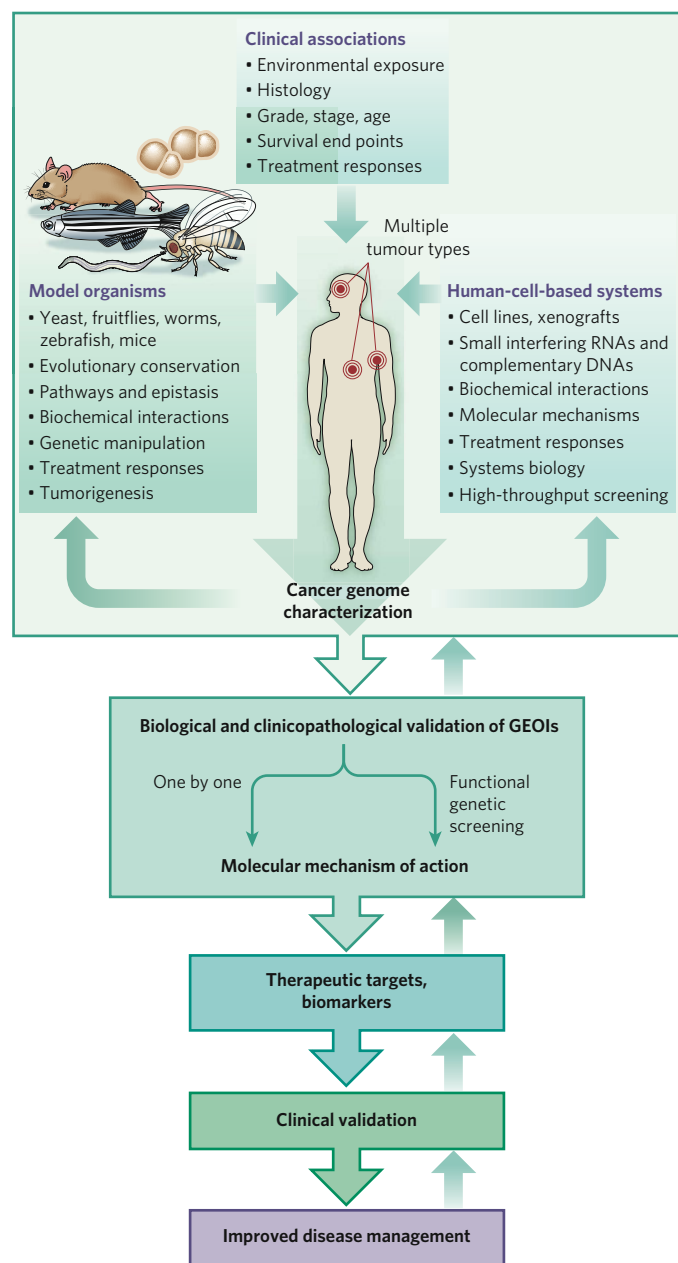 Clinical associations
• Environmental exposure
• Histology
• Grade, stage, age
• Survival end points
• Treatment responses
Multiple
tumour types
Model organisms
• Yeast, fruitflies, worms,
zebrafish, mice
• Evolutionary conservation
• Pathways and epistasis
• Biochemical interactions
• Genetic manipulation
• Treatment responses
• Tumorigenesis
Human-cell-based systems
• Cell lines, xenografts
• Small interfering RNAs and
complementary DNAs
• Biochemical interactions
• Molecular mechanisms
• Treatment responses
• Systems biology
• High-throughput screening
Cancer genome
characterization
Biological and clinicopathological validation of GEOIs
One by one
Functional
genetic
screening
Molecular mechanism of action
Therapeutic targets,
biomarkers
Clinical validation
Improved disease management